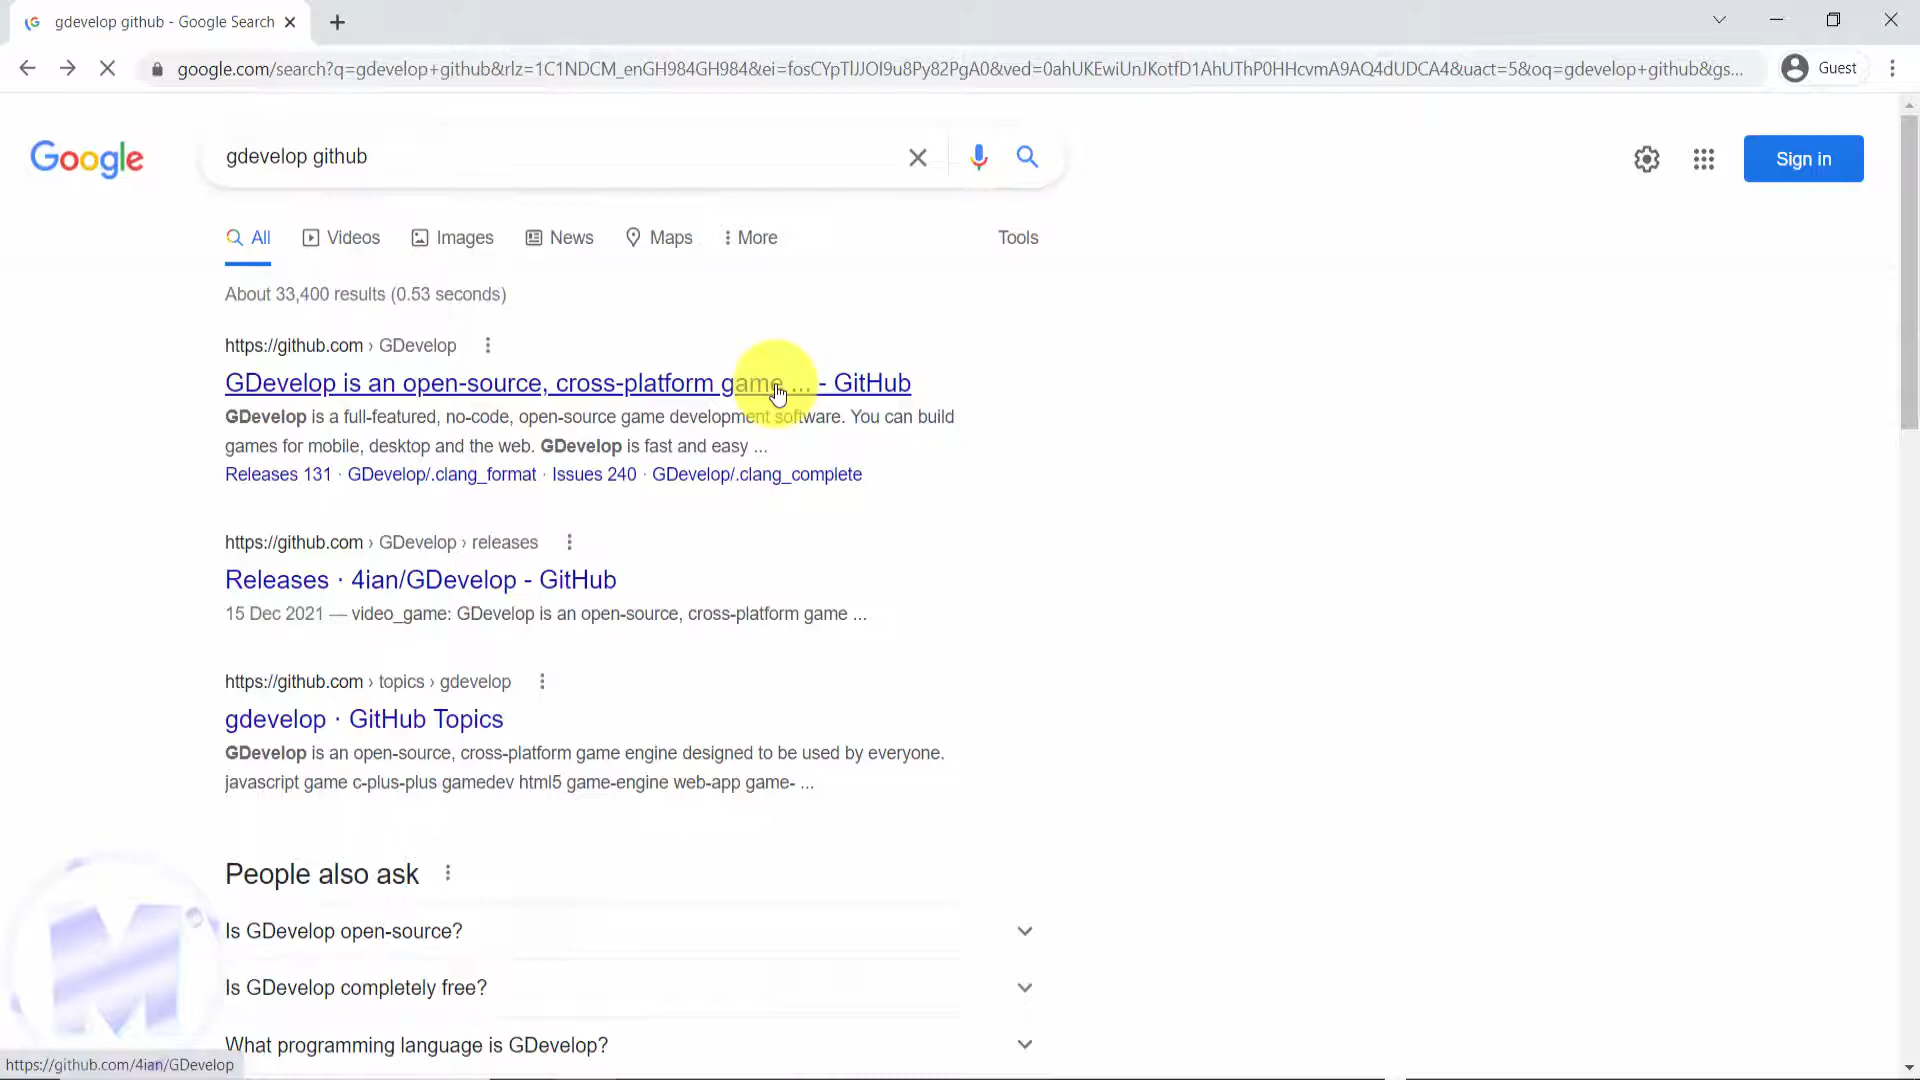 gdevelop github - Google Search
google.com/search?q=gdevelop+github&rlz=1C1NDCM_enGH984GH984&ei=fosCYpTlJJOI9u8Py82PgA0&ved=0ahUKEwiUnJKotfD1AhUThP0HHcvmA9AQ4dUDCA4&uact=5&oq=gdevelop+github&gs...
Guest
Google
gdevelop github
Sign in
All Videos Images News Maps More Tools
About 33,400 results (0.53 seconds)
https://github.com › GDevelop
GDevelop is an open-source, cross-platform game ... - GitHub
GDevelop is a full-featured, no-code, open-source game development software. You can build
games for mobile, desktop and the web. GDevelop is fast and easy ...
Releases 131 · GDevelop/.clang_format · Issues 240 · GDevelop/.clang_complete
https://github.com › GDevelop › releases
Releases · 4ian/GDevelop - GitHub
15 Dec 2021 — video_game: GDevelop is an open-source, cross-platform game ...
https://github.com › topics › gdevelop
gdevelop · GitHub Topics
GDevelop is an open-source, cross-platform game engine designed to be used by everyone.
javascript game c-plus-plus gamedev html5 game-engine web-app game- ...
People also ask
Is GDevelop open-source?
Is GDevelop completely free?
What programming language is GDevelop?
M
https://github.com/4ian/GDevelop